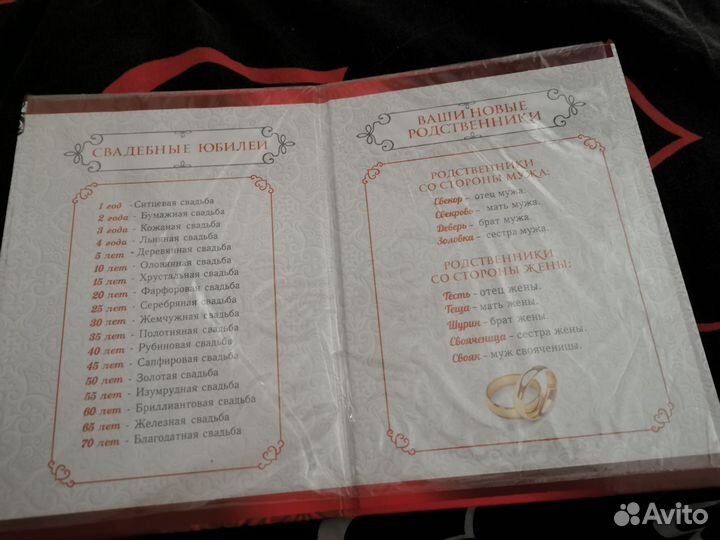 СВАДЕБНЫЕ ЮБИЛЕИ
1 год - Ситцевая свадьба
2 года - Бумажная свадьба
3 года - Кожаная свадьба
4 года - Льняная свадьба
5 лет - Деревянная свадьба
10 лет - Оловянная свадьба
15 лет - Хрустальная свадьба
20 лет - Фарфоровая свадьба
25 лет - Серебряная свадьба
30 лет - Жемчужная свадьба
35 лет - Полотняная свадьба
40 лет - Рубиновая свадьба
45 лет - Сапфировая свадьба
50 лет - Золотая свадьба
55 лет - Изумрудная свадьба
60 лет - Бриллиантовая свадьба
65 лет - Железная свадьба
70 лет - Благодатная свадьба
ВАШИ НОВЫЕ
РОДСТВЕННИКИ
РОДСТВЕННИКИ
СО СТОРОНЫ МУЖА:
Свекор – отец мужа.
Свекровь – мать мужа.
Деверь – брат мужа.
Золовка – сестра мужа.
РОДСТВЕННИКИ
СО СТОРОНЫ ЖЕНЫ:
Тесть – отец жены.
Теща – мать жены.
Шурин – брат жены.
Свояченица – сестра жены.
Свояк – муж свояченицы.
Avito